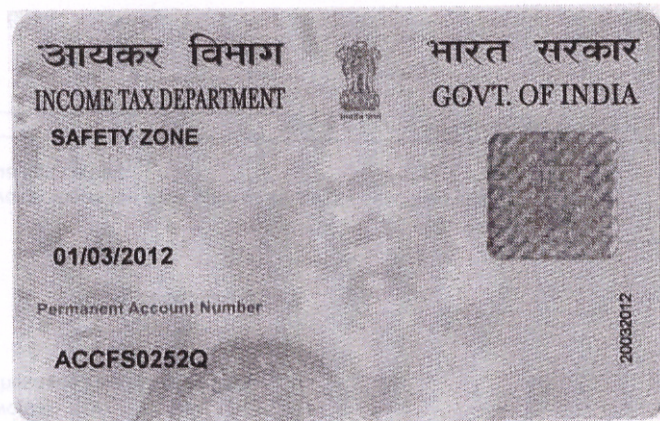 आयकर विभाग
भारत सरकार
INCOME TAX DEPARTMENT
GOVT. OF INDIA
SAFETY ZONE
01/03/2012
Permanent Account Number
ACCFS0252Q
20032012